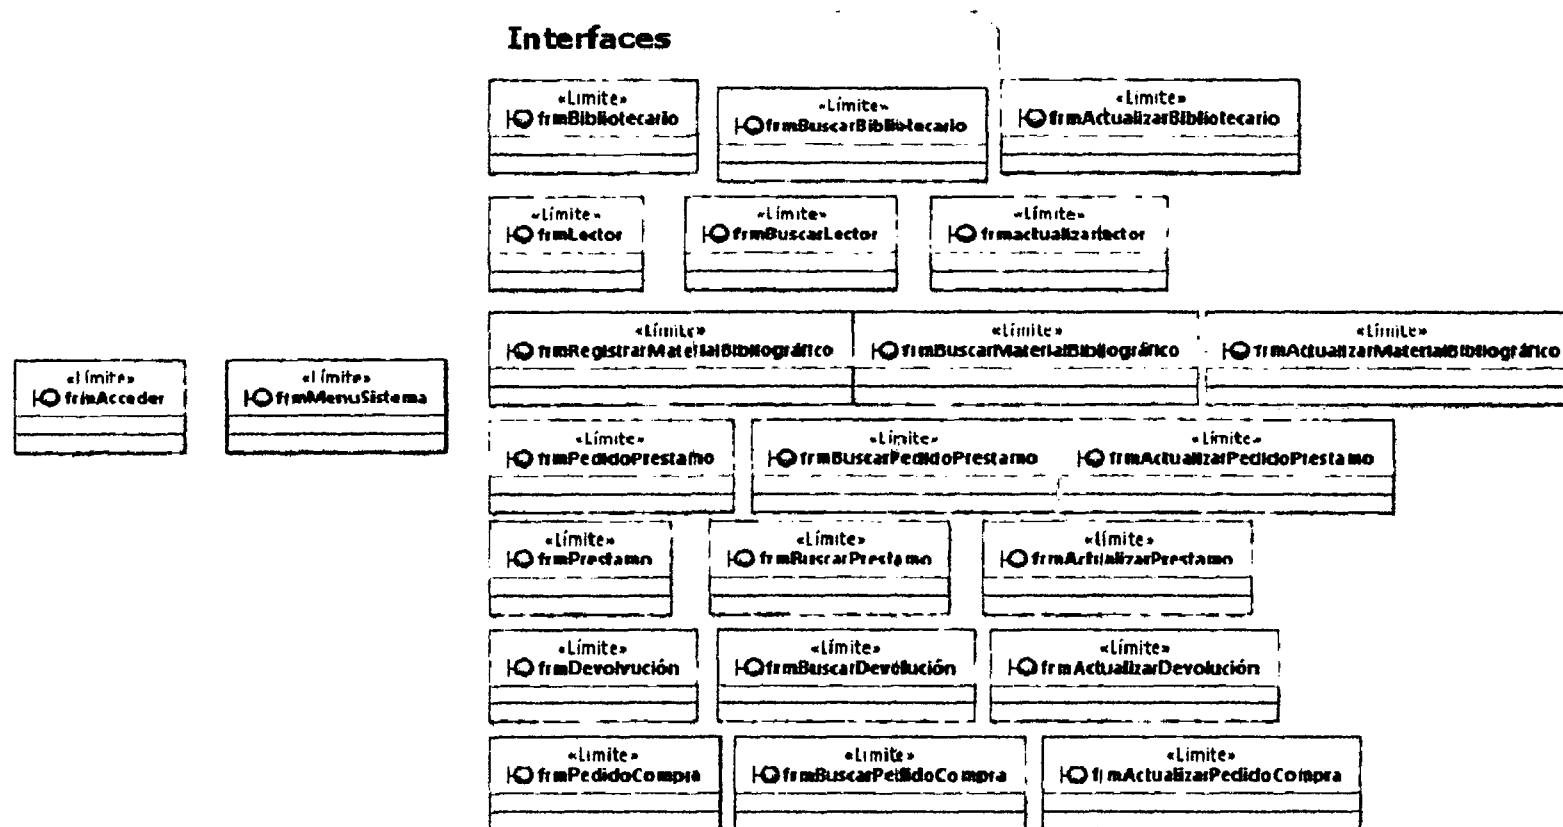 Interfaces
«Límite» «Límite» «Límite»
frmBibliotecario frmBuscarBibliotecario frmActualizarBibliotecario
«Límite» «Límite» «Límite»
frmLector frmBuscarLector frmactualizarlector
«Límite» «Límite» «Límite»
frmRegistrarMaterialBibliográfico frmBuscarMaterialBibliográfico frmActualizarMaterialBibliográfico
«Límite» «Límite»
frmAcceder frmMenuSistema
«Límite» «Límite» «Límite»
frmPedidoPrestamo frmBuscarPedidoPrestamo frmActualizarPedidoPrestamo
«Límite» «Límite» «Límite»
frmPrestamo frmBuscarPrestamo frmActualizarPrestamo
«Límite» «Límite» «Límite»
frmDevolvución frmBuscarDevolución frmActualizarDevolución
«Límite» «Límite» «Límite»
frmPedidoCompra frmBuscarPedidoCompra frmActualizarPedidoCompra